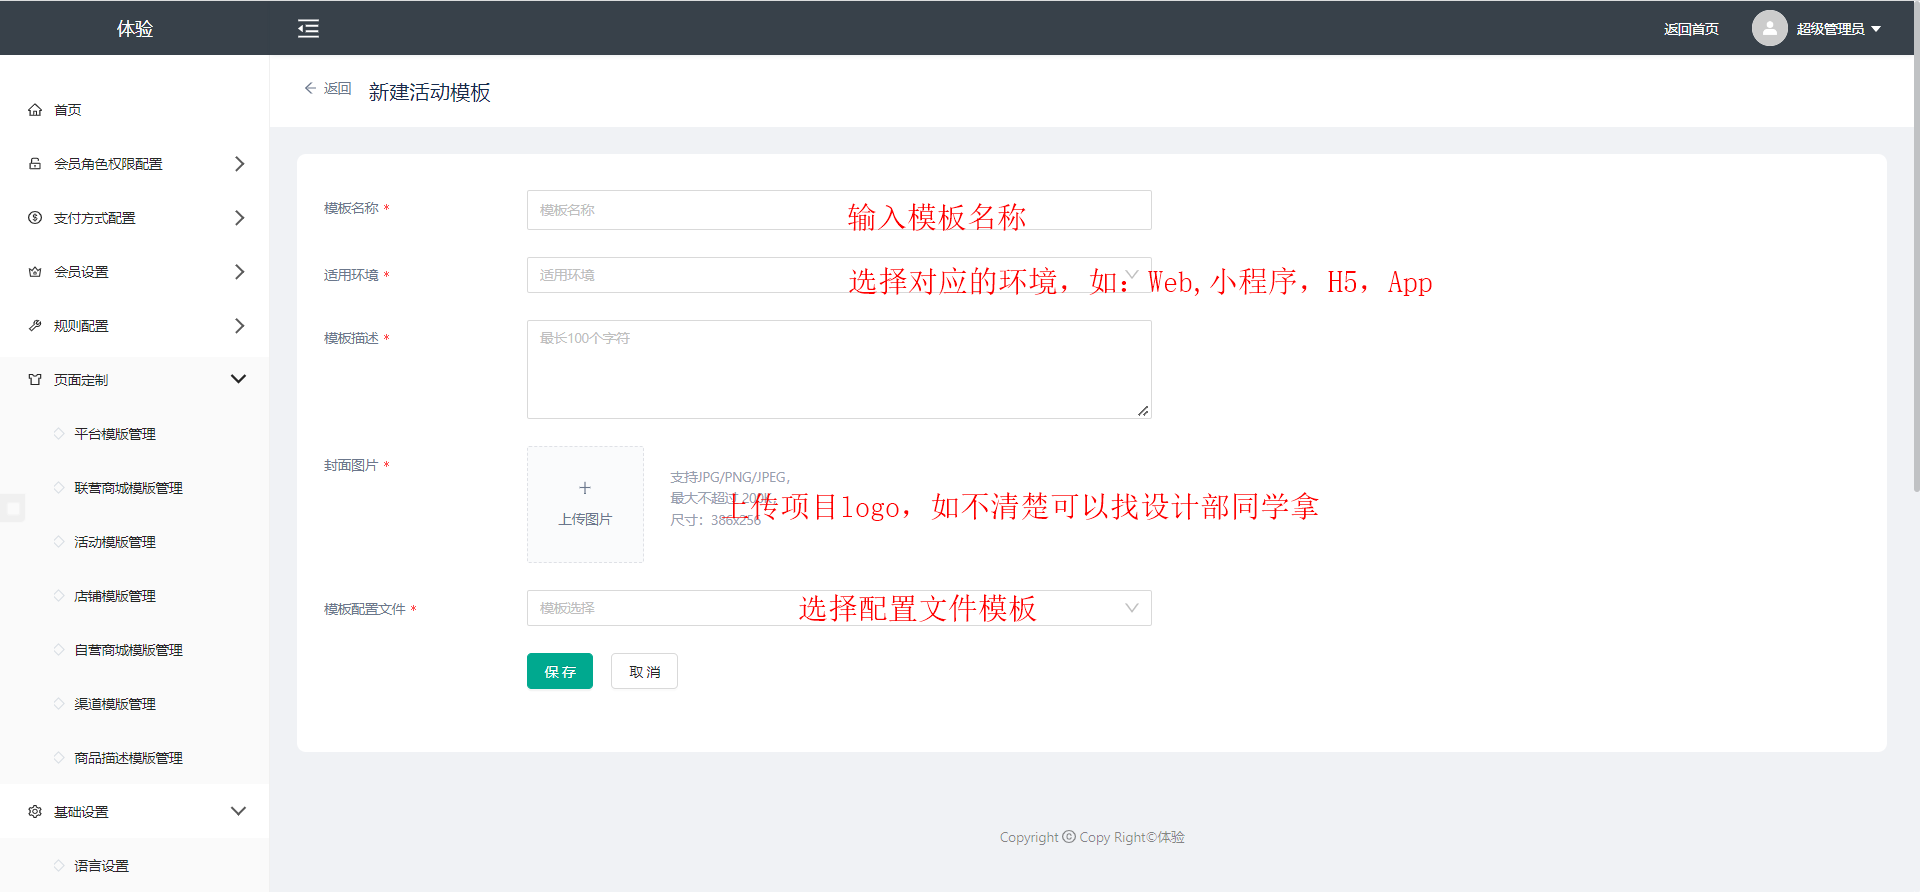 体验
返回首页
超级管理员
首页
会员角色权限配置
支付方式配置
会员设置
规则配置
页面定制
平台模版管理
联营商城模版管理
活动模版管理
店铺模版管理
自营商城模版管理
渠道模版管理
商品描述模版管理
基础设置
语言设置
返回 新建活动模板
模板名称 *
模板名称
输入模板名称
适用环境 *
适用环境
选择对应的环境，如：Web,小程序，H5，App
模板描述 *
最长100个字符
封面图片 *
+
上传图片
支持JPG/PNG/JPEG，
最大不超过 200K，
尺寸：386x256
上传项目logo，如不清楚可以找设计部同学拿
模板配置文件 *
模板选择
选择配置文件模板
保存 取消
Copyright © Copy Right©体验